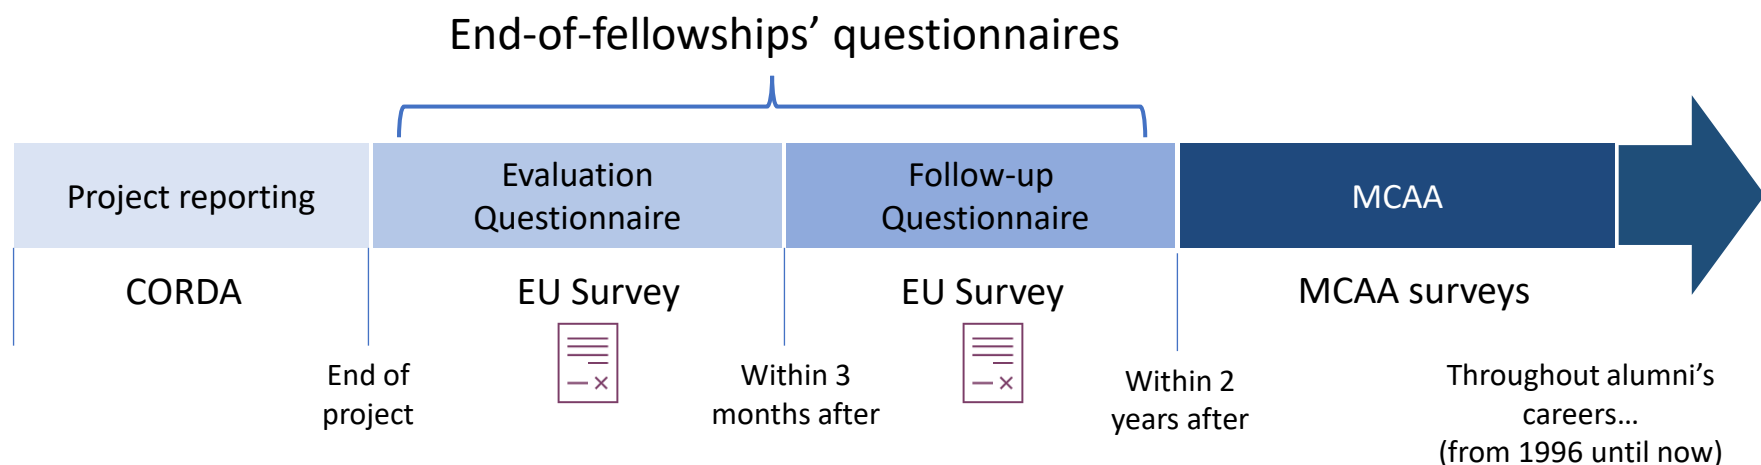 End-of-fellowships’ questionnaires
Project reporting
Evaluation
Questionnaire
Follow-up
Questionnaire
MCAA
CORDA
EU Survey
EU Survey
MCAA surveys
End of
project
Within 3
months after
Within 2
years after
Throughout alumni’s
careers...
(from 1996 until now)